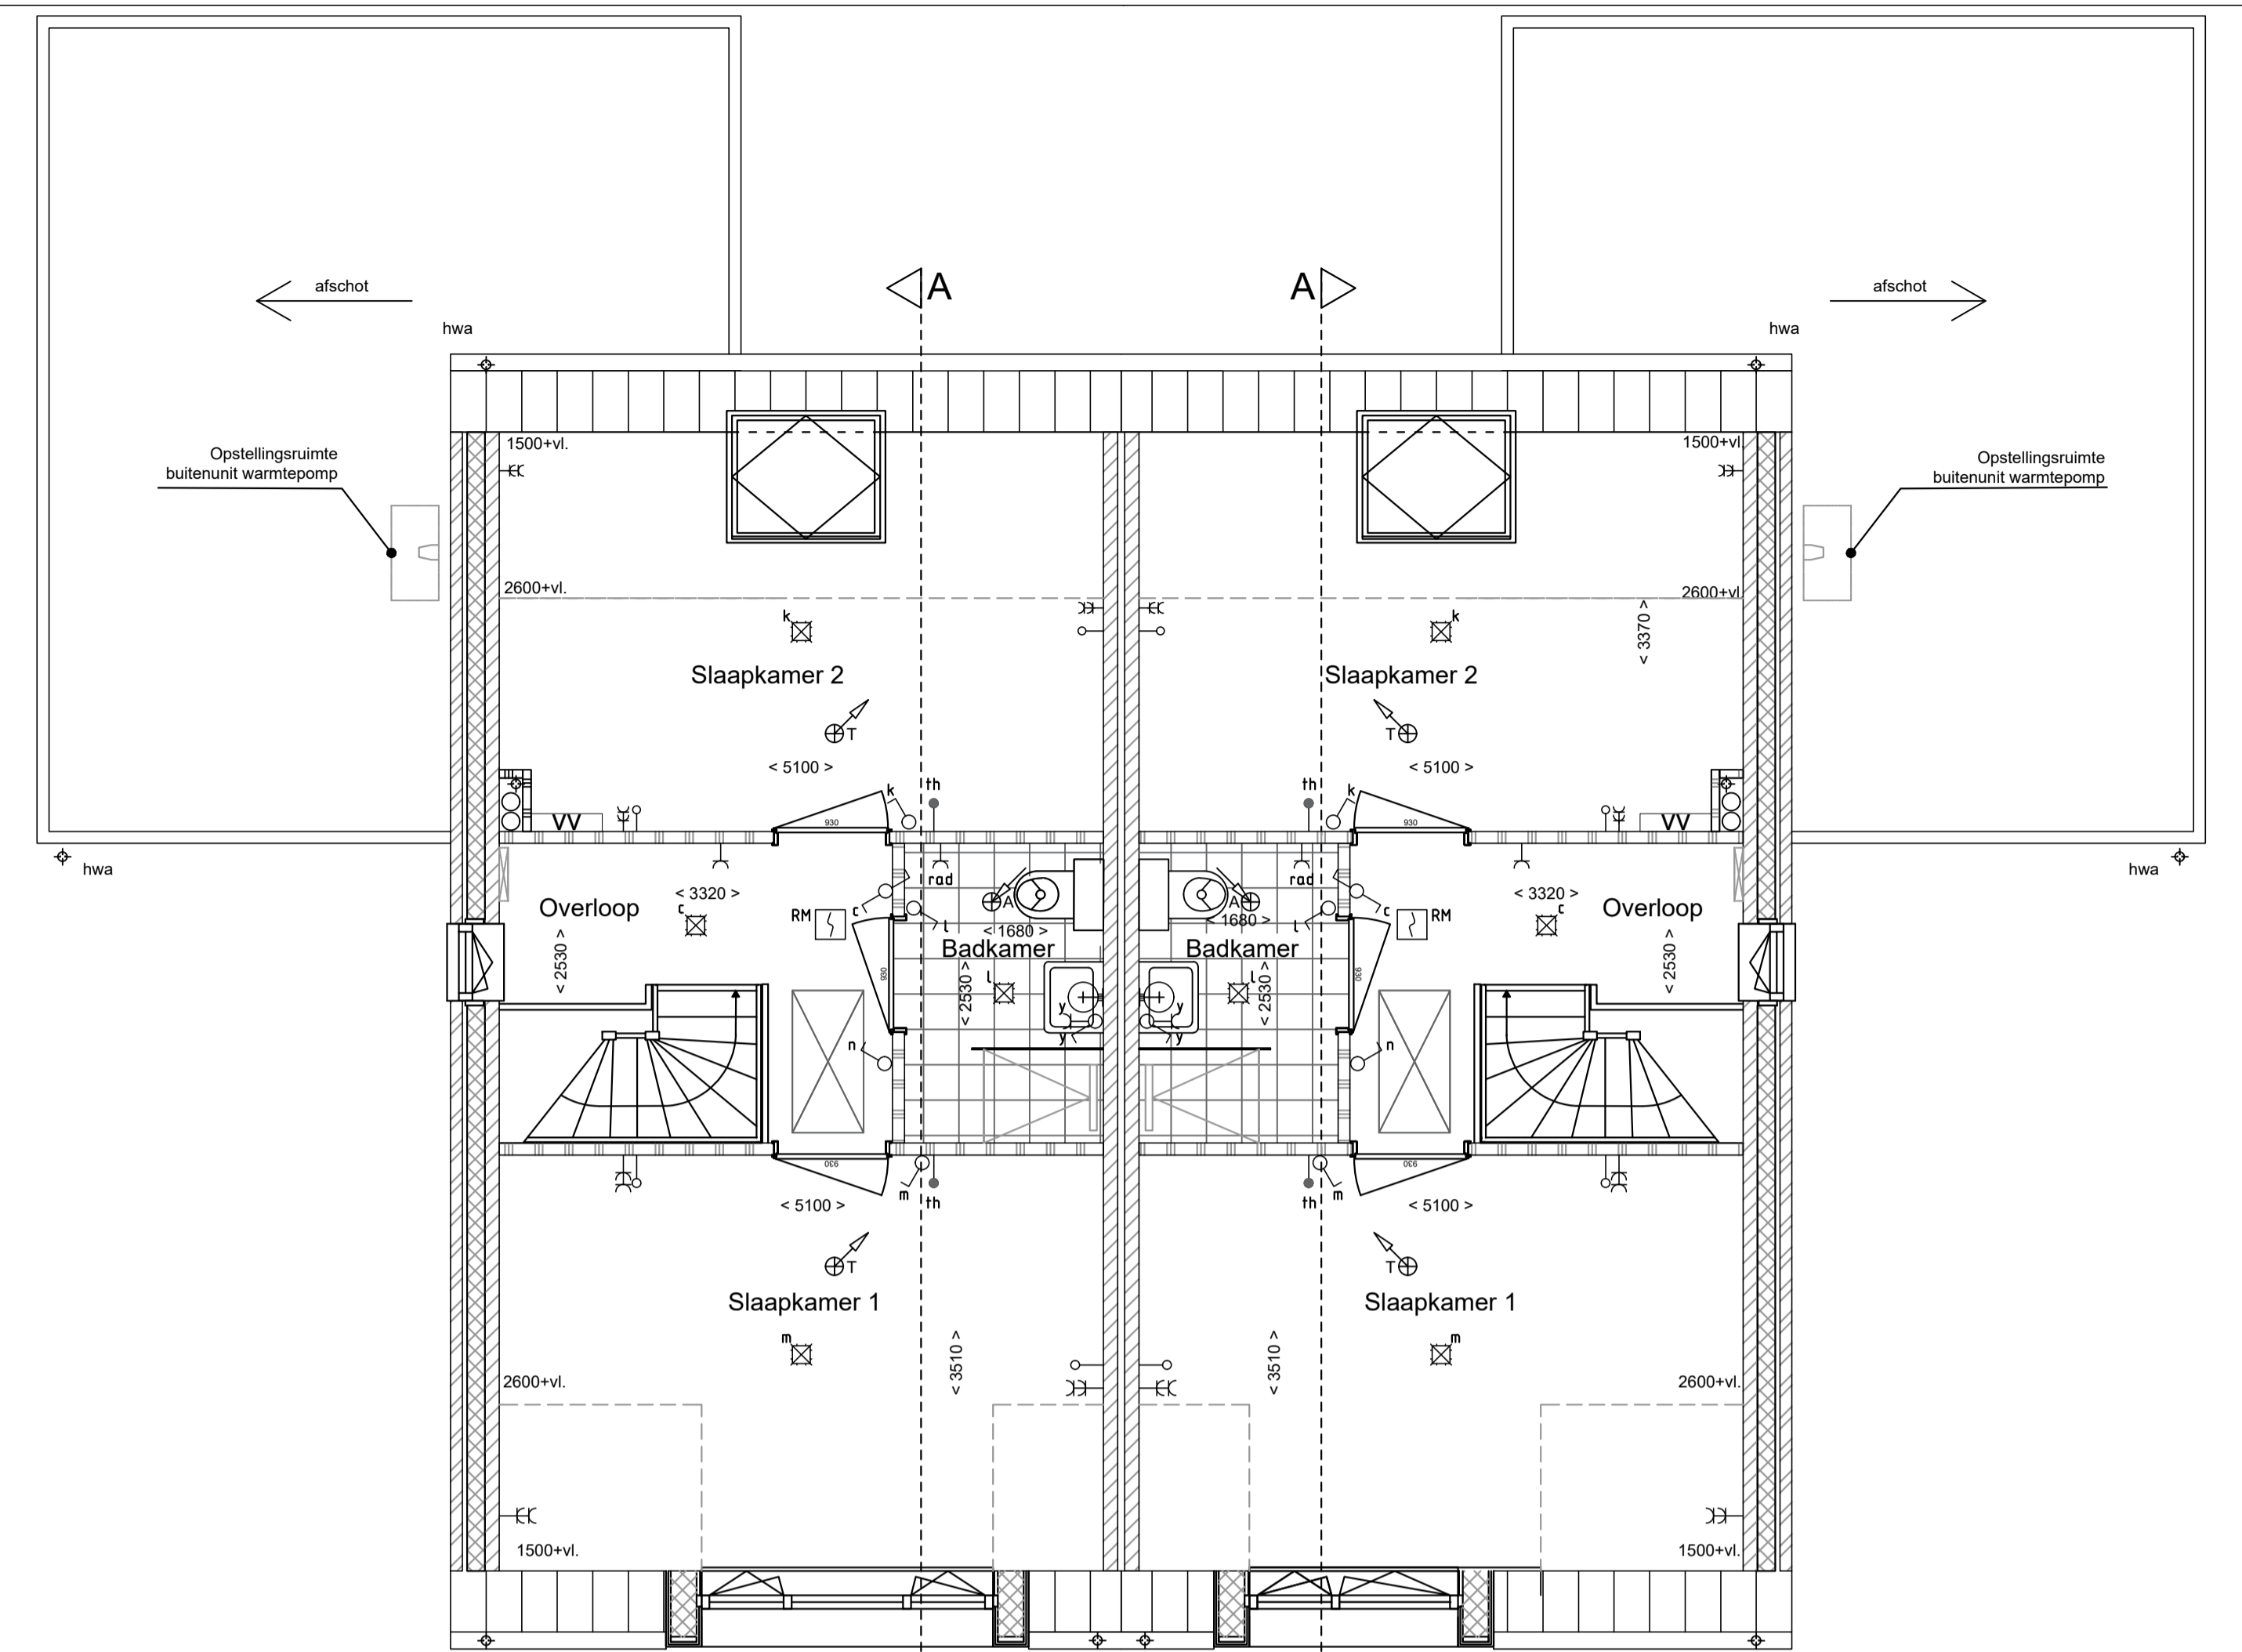 A A
afschot afschot
hwa hwa
1500+vl. 1500+vl.
Opstellingsruimte
buitenunit warmtepomp
Opstellingsruimte
buitenunit warmtepomp
2600+vl. 2600+vl.
< 3370 >
k k
Slaapkamer 2 Slaapkamer 2
T T
< 5100 > < 5100 >
th th
k k
VV 930 930 VV
hwa hwa
rad rad
< 3320 > < 3320 >
Overloop c RM c l A A l c RM c Overloop
< 1680 > < 1680 >
Badkamer Badkamer
< 2530 > 930 < 2530 > l l < 2530 > 930 < 2530 >
y y
y y
n n
930 930
m th th m
< 5100 > < 5100 >
T T
Slaapkamer 1 Slaapkamer 1
m m
< 3510 > < 3510 >
2600+vl. 2600+vl.
1500+vl. 1500+vl.